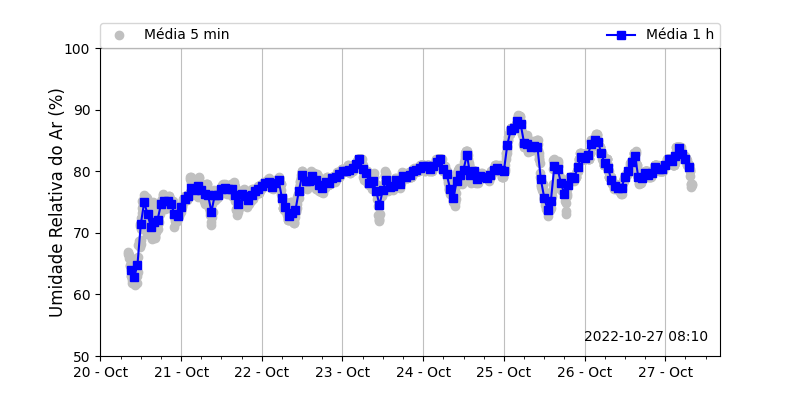 Média 5 min
Média 1 h
Umidade Relativa do Ar (%)
100
90
80
70
60
50
2022-10-27 08:10
20 - Oct
21 - Oct
22 - Oct
23 - Oct
24 - Oct
25 - Oct
26 - Oct
27 - Oct